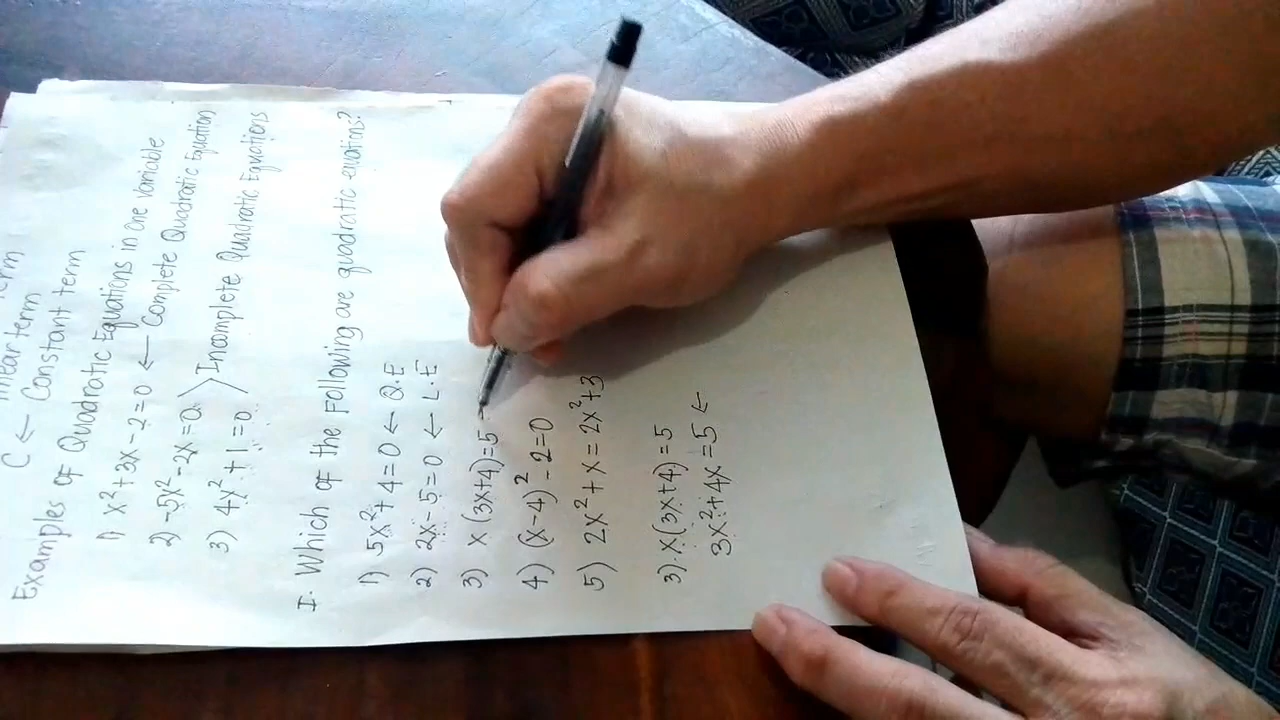 linear term
C ← Constant term
Examples of Quadratic Equations in one variable
1) x²+3x-2=0 ← Complete Quadratic Equation
2) -5x²-2x=0
3) 4y²+1=0 > Incomplete Quadratic Equations
I. Which of the Following are quadratic equations?
1) 5x²+4=0 ← Q.E
2) 2x-5=0 ← L.E
3) x(3x+4)=5
4) (x-4)²-2=0
5) 2x²+x=2x²+3
3) x(3x+4)=5
3x²+4x=5 ←